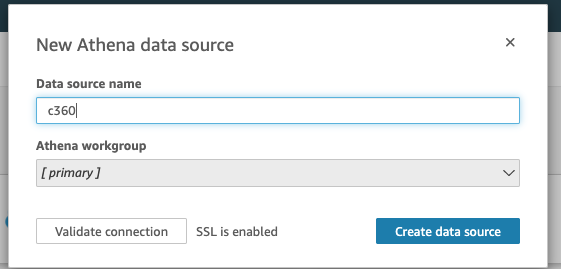 New Athena data source
Data source name
c360
Athena workgroup
[ primary ]
Validate connection SSL is enabled Create data source